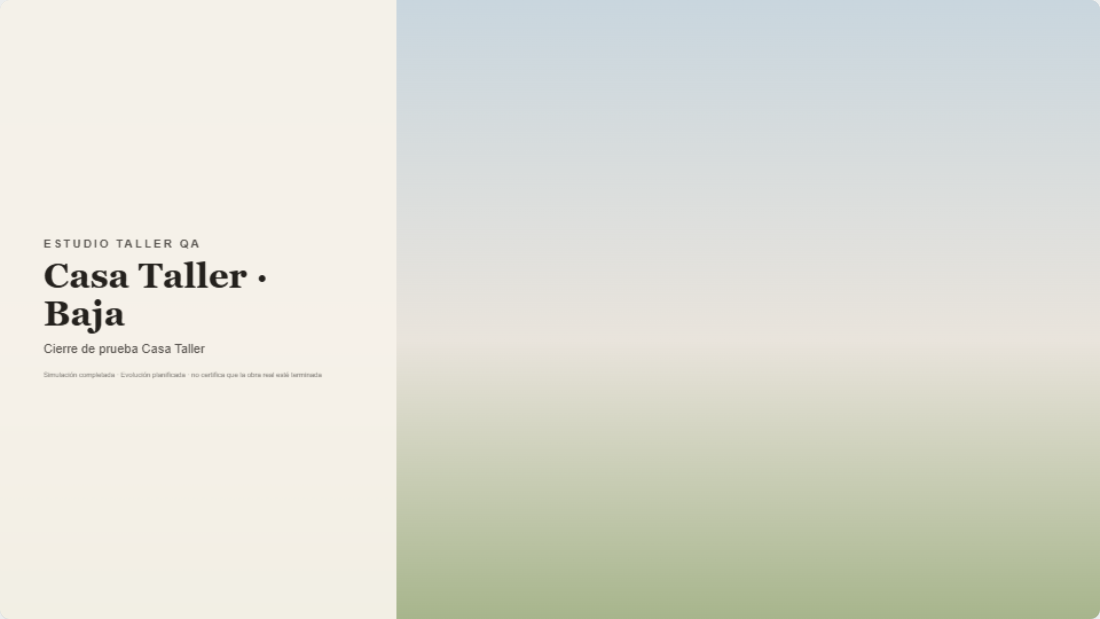 ESTUDIO TALLER QA
Casa Taller ·
Baja
Cierre de prueba Casa Taller
Simulación completada · Evolución planificada · no certifica que la obra real esté terminada